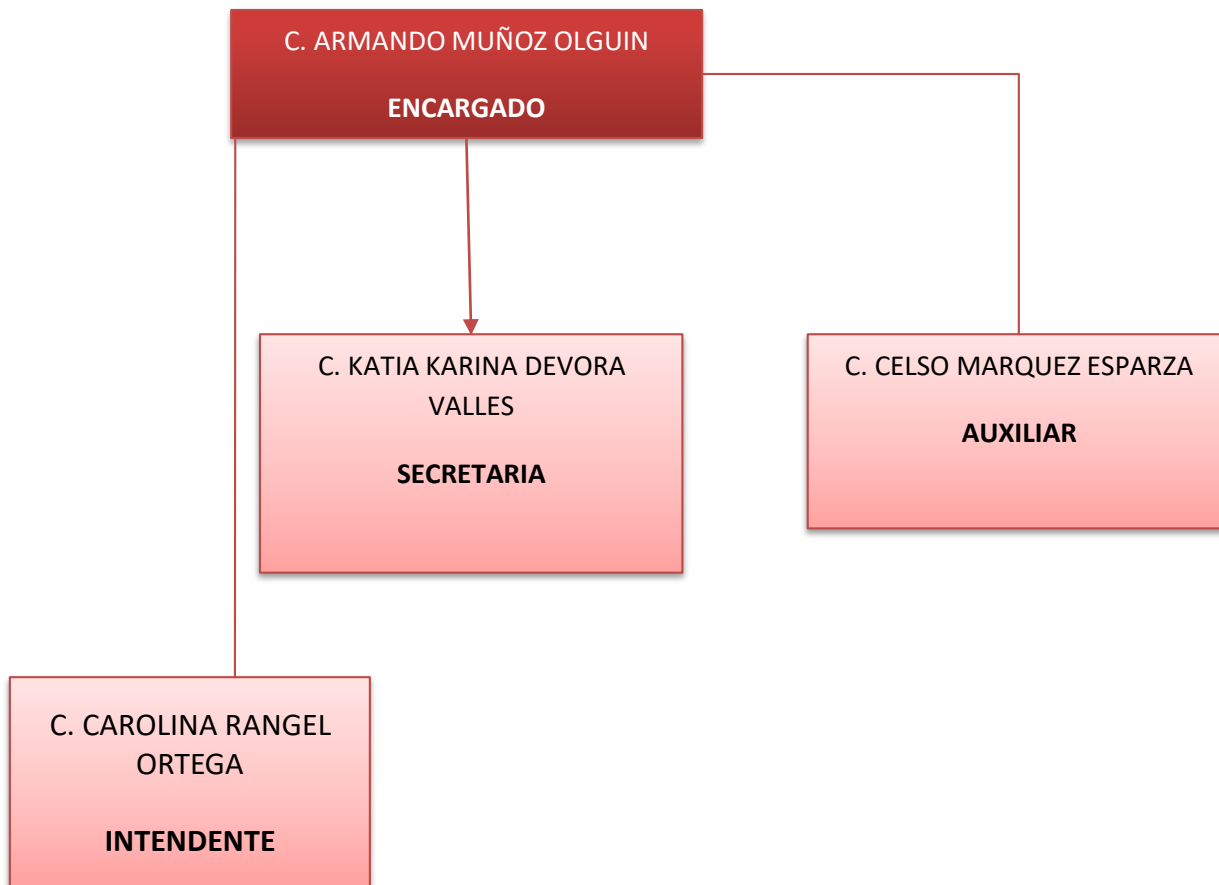 C. ARMANDO MUÑOZ OLGUIN
ENCARGADO
C. KATIA KARINA DEVORA
VALLES
SECRETARIA
C. CELSO MARQUEZ ESPARZA
AUXILIAR
C. CAROLINA RANGEL
ORTEGA
INTENDENTE